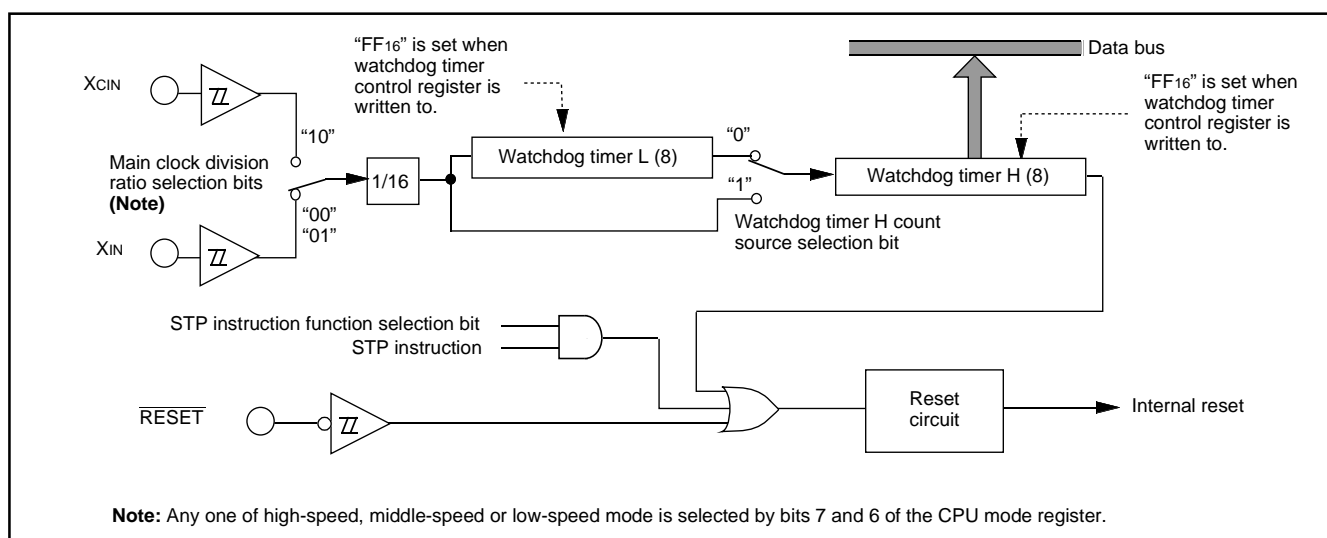 “FF16” is set when
watchdog timer
control register is
written to.
Data bus
“FF16” is set when
watchdog timer
control register is
written to.
XCIN
“10”
Main clock division
ratio selection bits
(Note)
“00”
“01”
XIN
1/16
Watchdog timer L (8)
“0”
“1”
Watchdog timer H count
source selection bit
Watchdog timer H (8)
STP instruction function selection bit
STP instruction
RESET
Reset
circuit
Internal reset
Note: Any one of high-speed, middle-speed or low-speed mode is selected by bits 7 and 6 of the CPU mode register.